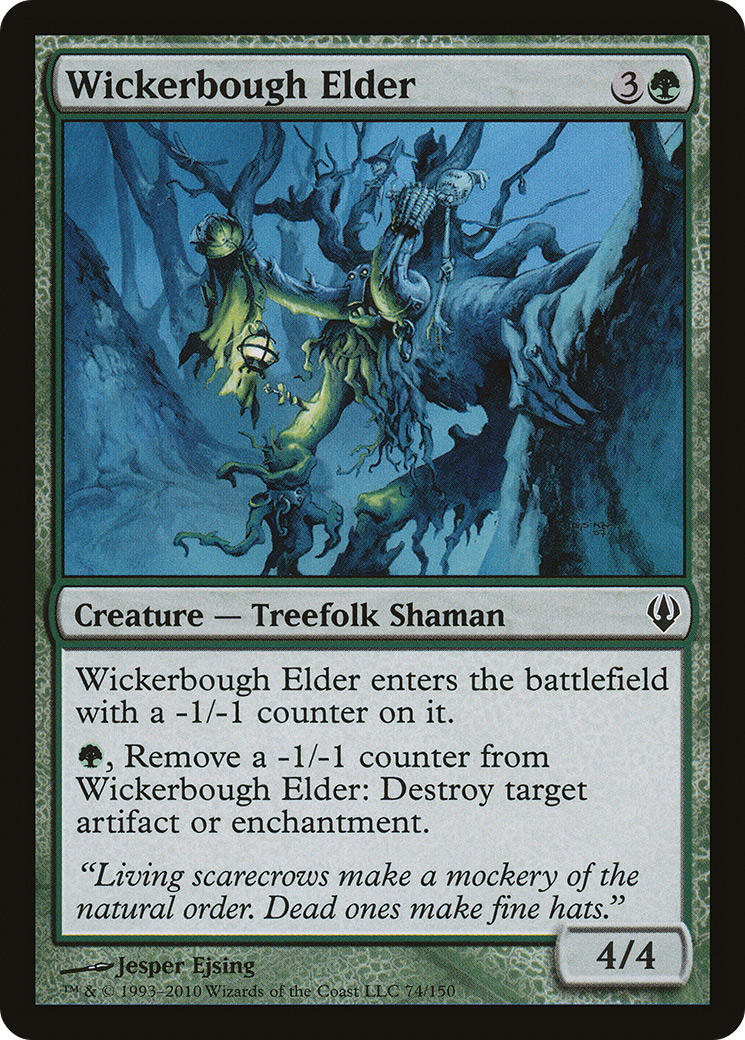 Wickerbough Elder 3
Creature — Treefolk Shaman
Wickerbough Elder enters the battlefield
with a -1/-1 counter on it.
, Remove a -1/-1 counter from
Wickerbough Elder: Destroy target
artifact or enchantment.
“Living scarecrows make a mockery of the
natural order. Dead ones make fine hats.”
4/4
Jesper Ejsing
™ & © 1993–2010 Wizards of the Coast LLC 74/150